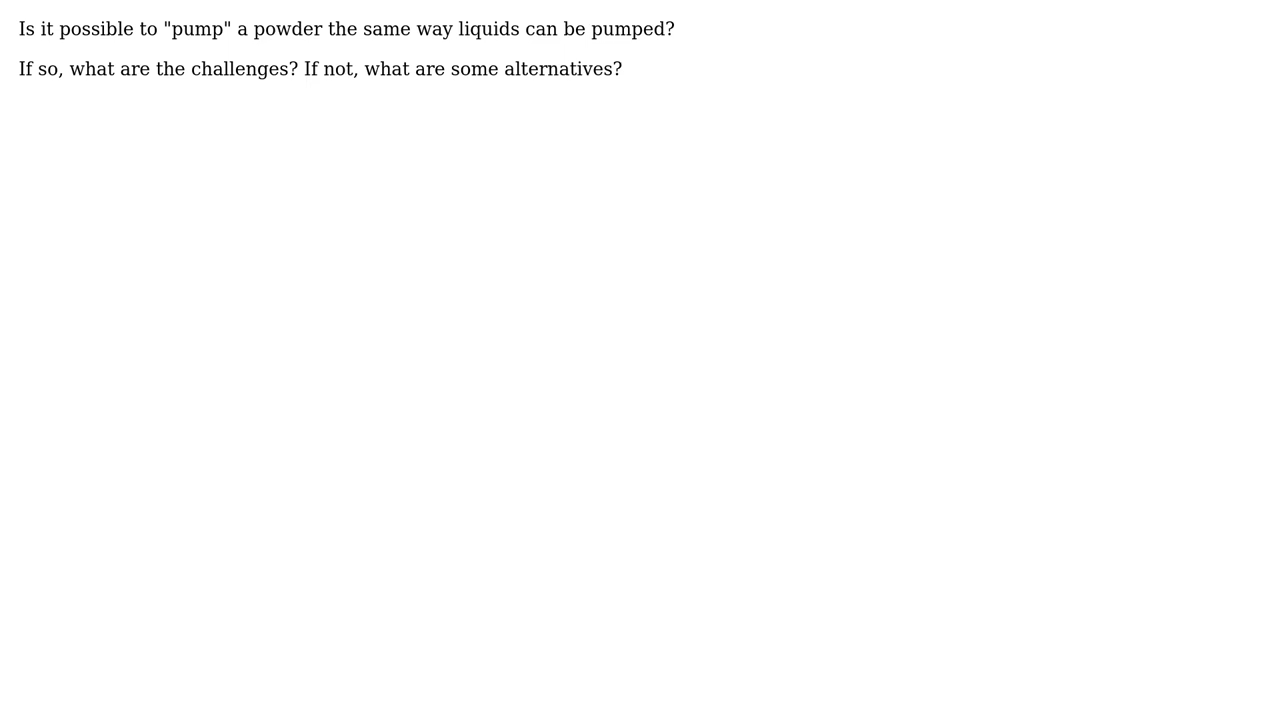 Is it possible to "pump" a powder the same way liquids can be pumped?
If so, what are the challenges? If not, what are some alternatives?